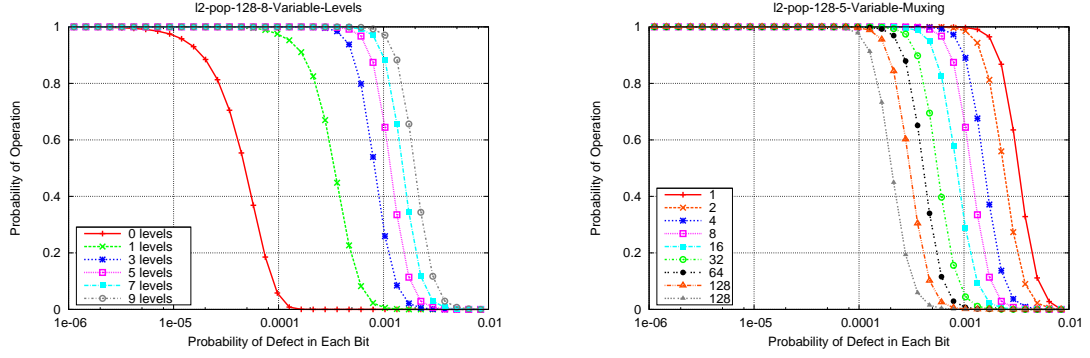 l2-pop-128-8-Variable-Levels
1
0.8
0.6
0.4
0.2
0
Probability of Operation
0 levels
1 levels
3 levels
5 levels
7 levels
9 levels
1e-06
1e-05
0.0001
0.001
0.01
Probability of Defect in Each Bit
l2-pop-128-5-Variable-Muxing
1
0.8
0.6
0.4
0.2
0
Probability of Operation
1
2
4
8
16
32
64
128
128
1e-06
1e-05
0.0001
0.001
0.01
Probability of Defect in Each Bit